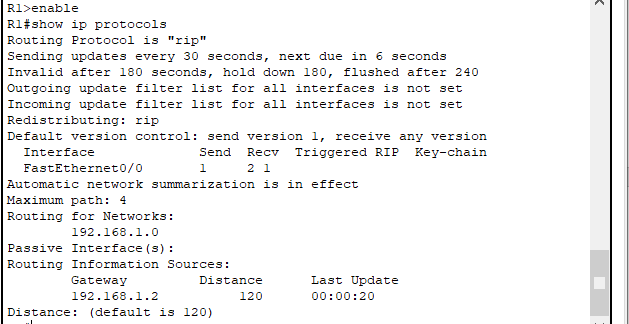 R1>enable
R1#show ip protocols
Routing Protocol is "rip"
Sending updates every 30 seconds, next due in 6 seconds
Invalid after 180 seconds, hold down 180, flushed after 240
Outgoing update filter list for all interfaces is not set
Incoming update filter list for all interfaces is not set
Redistributing: rip
Default version control: send version 1, receive any version
  Interface             Send  Recv  Triggered RIP  Key-chain
  FastEthernet0/0       1     2 1
Automatic network summarization is in effect
Maximum path: 4
Routing for Networks:
        192.168.1.0
Passive Interface(s):
Routing Information Sources:
        Gateway         Distance      Last Update
        192.168.1.2          120      00:00:20
Distance: (default is 120)